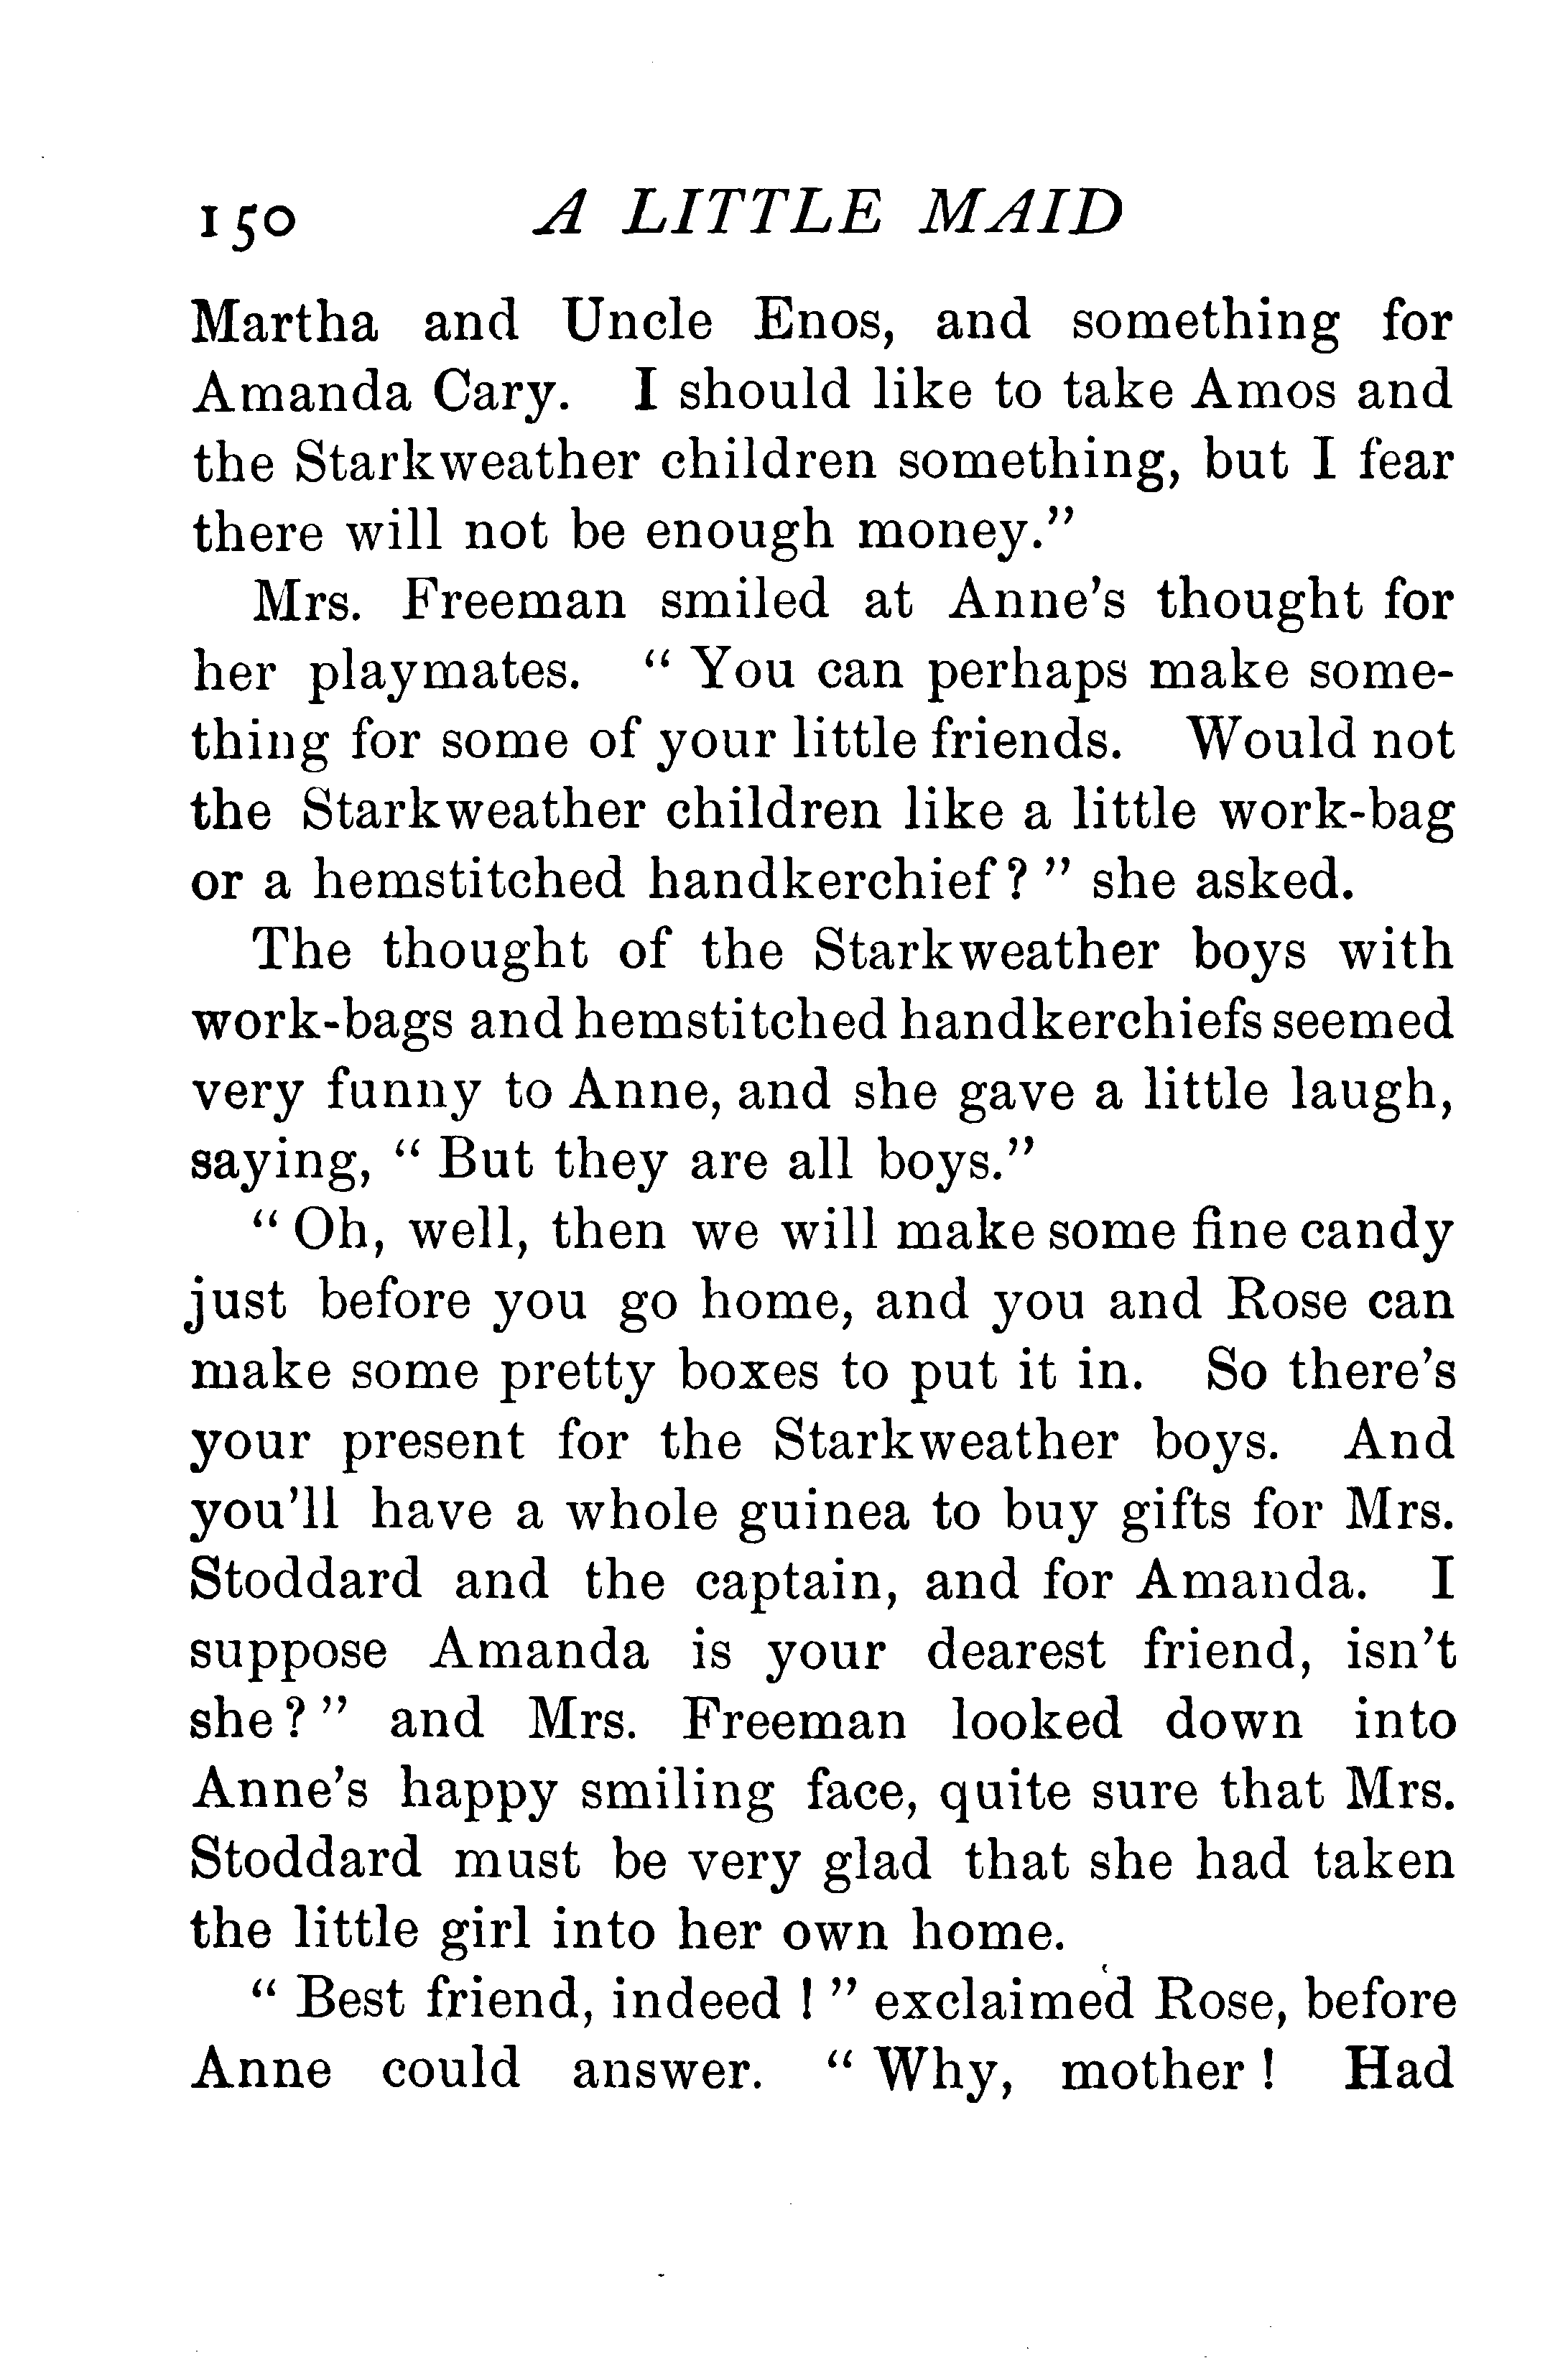 150 A LITTLE MAID
Martha and Uncle Enos, and something for
Amanda Cary. I should like to take Amos and
the Starkweather children something, but I fear
there will not be enough money.”
Mrs. Freeman smiled at Anne’s thought for
her playmates. “ You can perhaps make some-
thing for some of your little friends. Would not
the Starkweather children like a little work-bag
or a hemstitched handkerchief? ” she asked.
The thought of the Starkweather boys with
work-bags and hemstitched handkerchiefs seemed
very funny to Anne, and she gave a little laugh,
saying, “ But they are all boys.”
“ Oh, well, then we will make some fine candy
just before you go home, and you and Rose can
make some pretty boxes to put it in. So there’s
your present for the Starkweather boys. And
you’ll have a whole guinea to buy gifts for Mrs.
Stoddard and the captain, and for Amanda. I
suppose Amanda is your dearest friend, isn’t
she? ” and Mrs. Freeman looked down into
Anne’s happy smiling face, quite sure that Mrs.
Stoddard must be very glad that she had taken
the little girl into her own home.
“ Best friend, indeed ! ” exclaimed Rose, before
Anne could answer. “ Why, mother ! Had